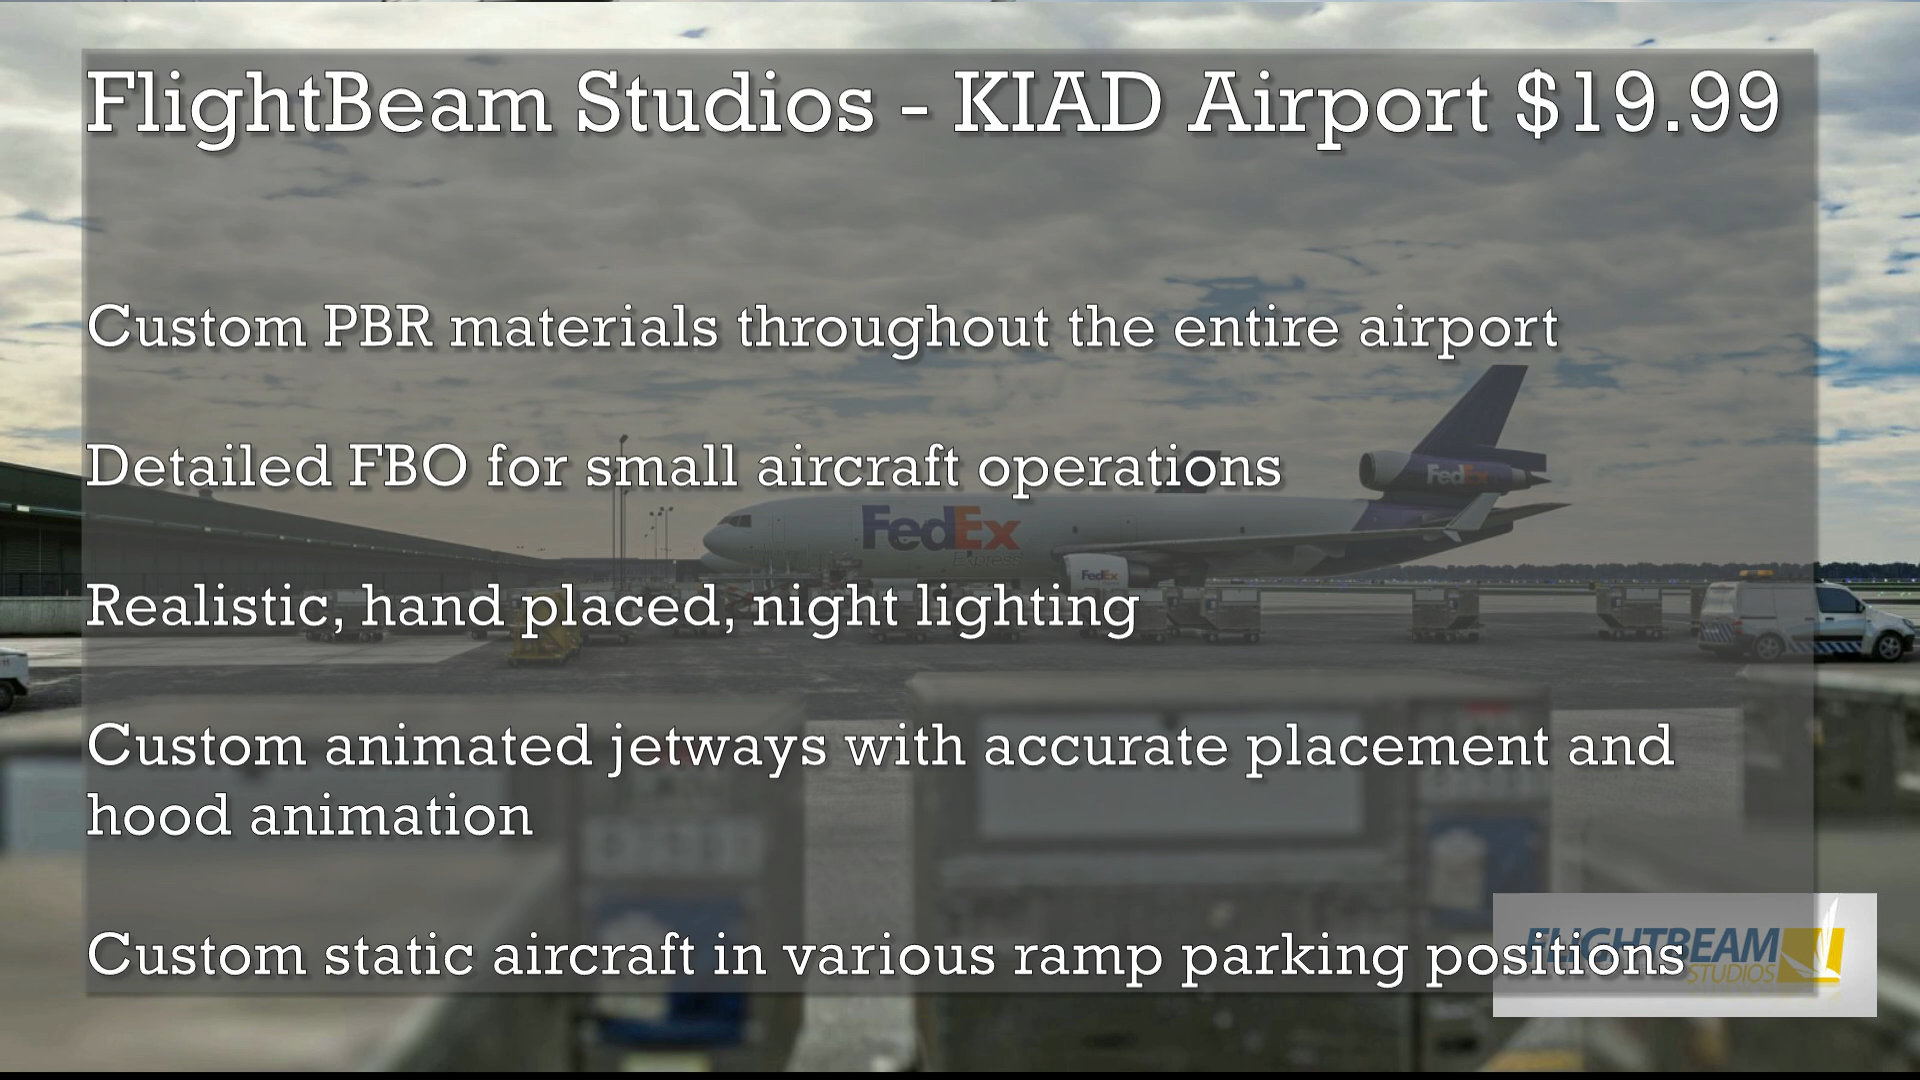 FlightBeam Studios - KIAD Airport $19.99
Custom PBR materials throughout the entire airport
Detailed FBO for small aircraft operations
FedEx
FedEx
Express
FedEx
Realistic, hand placed, night lighting
Custom animated jetways with accurate placement and
hood animation
Custom static aircraft in various ramp parking positions
FLIGHTBEAM
STUDIOS